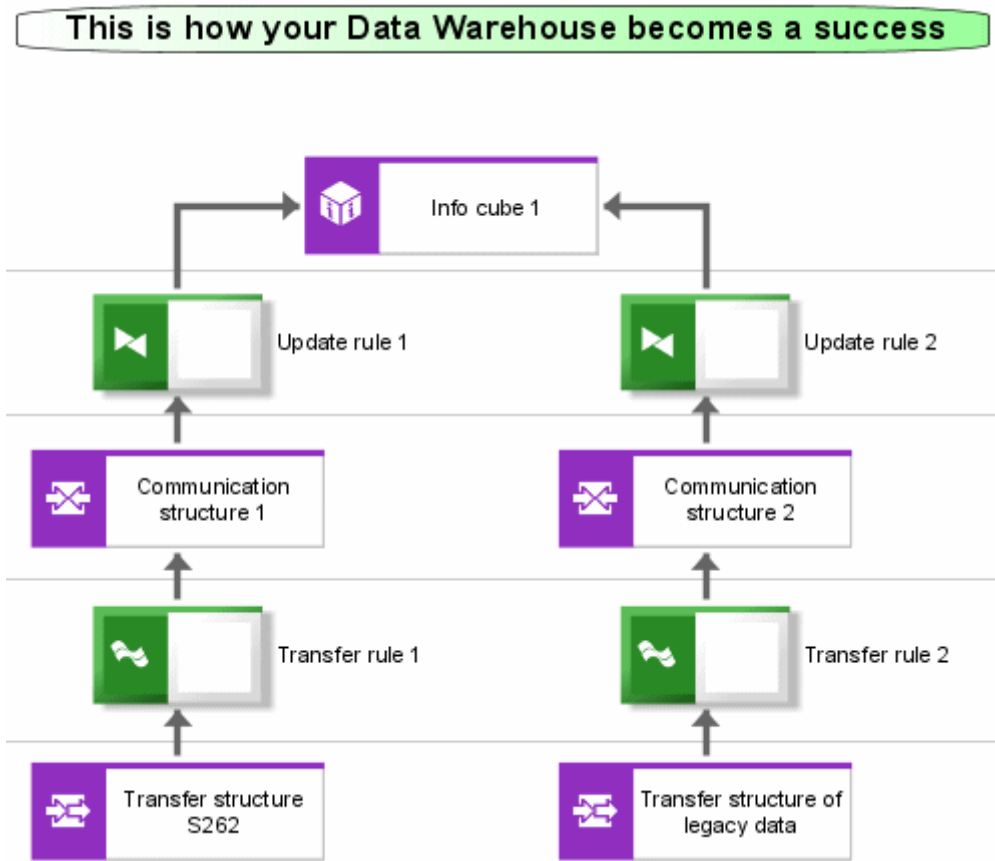 This is how your Data Warehouse becomes a success
Info cube 1
Update rule 1
Update rule 2
Communication
structure 1
Communication
structure 2
Transfer rule 1
Transfer rule 2
Transfer structure
S262
Transfer structure of
legacy data